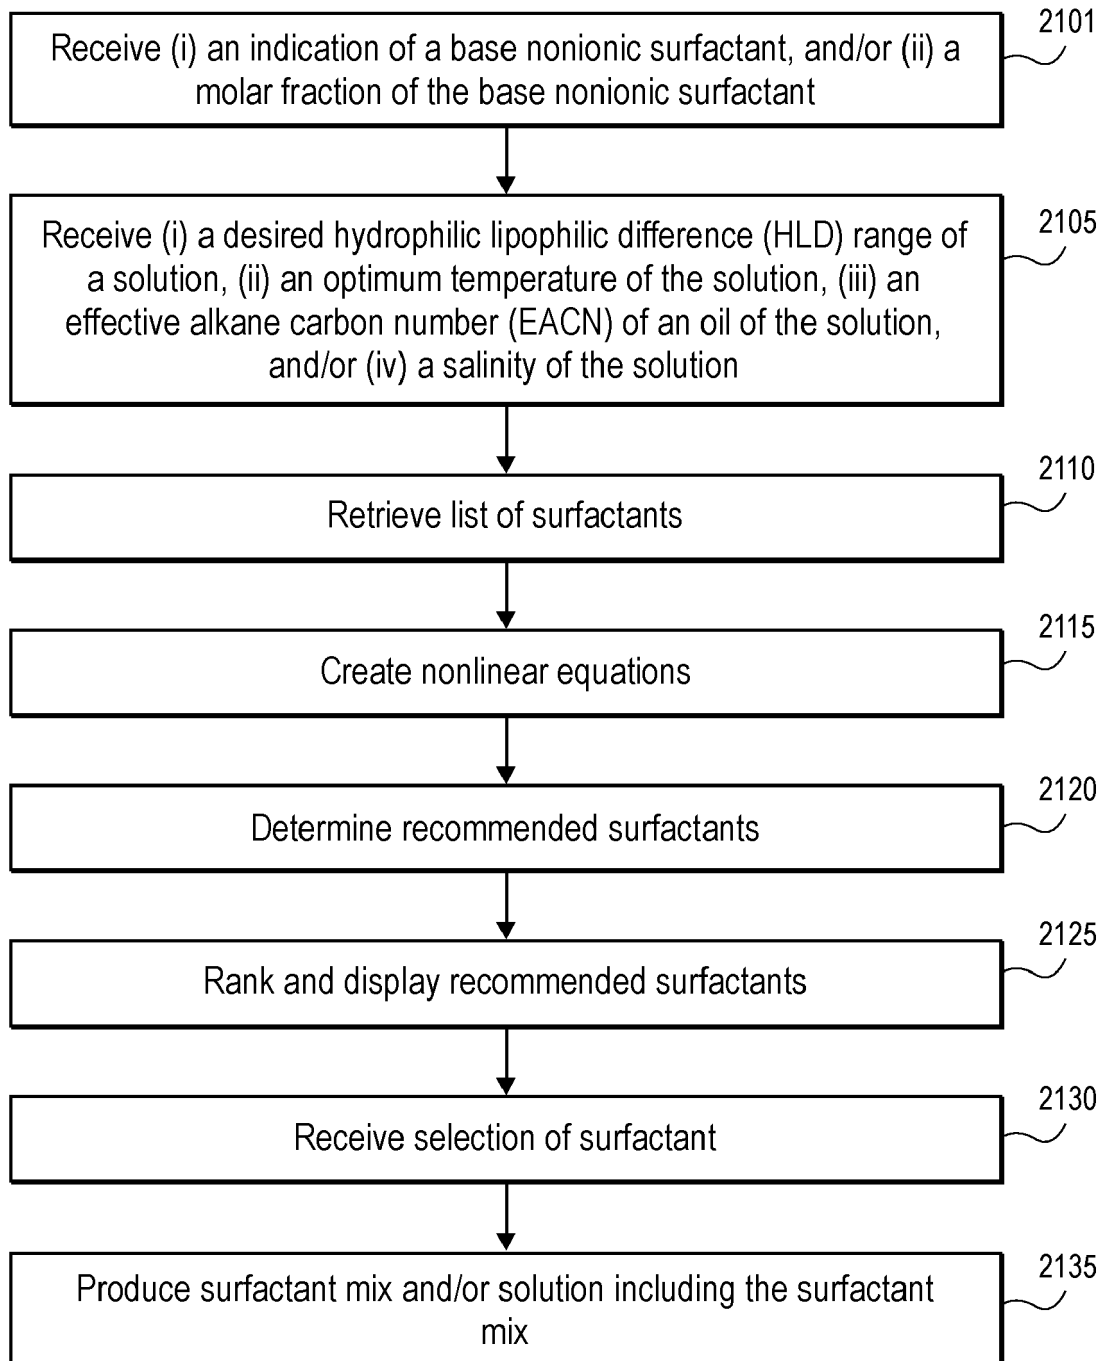 2101
Receive (i) an indication of a base nonionic surfactant, and/or (ii) a
molar fraction of the base nonionic surfactant
2105
Receive (i) a desired hydrophilic lipophilic difference (HLD) range of
a solution, (ii) an optimum temperature of the solution, (iii) an
effective alkane carbon number (EACN) of an oil of the solution,
and/or (iv) a salinity of the solution
2110
Retrieve list of surfactants
2115
Create nonlinear equations
2120
Determine recommended surfactants
2125
Rank and display recommended surfactants
2130
Receive selection of surfactant
2135
Produce surfactant mix and/or solution including the surfactant
mix